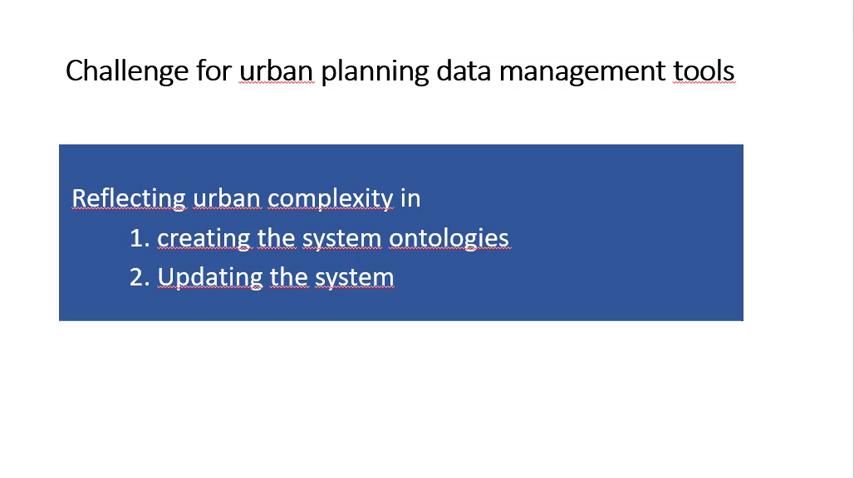 Challenge for urban planning data management tools
Reflecting urban complexity in
1. creating the system ontologies
2. Updating the system